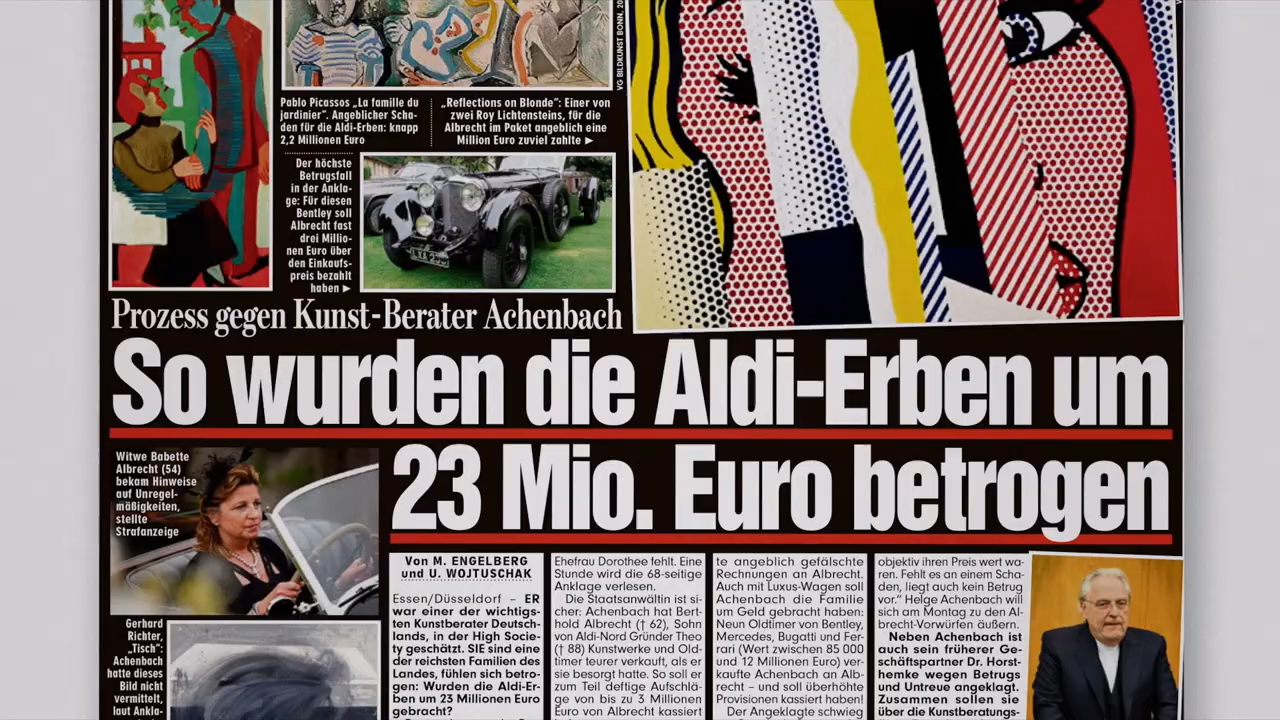 VG BILDKUNST BONN, 20
Pablo Picassos „La famille du
jardinier”. Angeblicher Scha-
den für die Aldi-Erben: knapp
2,2 Millionen Euro
„Reflections on Blonde”: Einer von
zwei Roy Lichtensteins, für die
Albrecht im Paket angeblich eine
Million Euro zuviel zahlte ►
Der höchste
Betrugsfall
in der Ankla-
ge: Für diesen
Bentley soll
Albrecht fast
drei Millio-
nen Euro über
den Einkaufs-
preis bezahlt
haben ►
Prozess gegen Kunst-Berater Achenbach
So wurden die Aldi-Erben um
23 Mio. Euro betrogen
Witwe Babette
Albrecht (54)
bekam Hinweise
auf Unregel-
mäßigkeiten,
stellte
Strafanzeige
Gerhard
Richter,
„Tisch”:
Achenbach
hatte dieses
Bild nicht
vermittelt,
laut Ankla-
Von M. ENGELBERG
und U. WOJTUSCHAK
Essen/Düsseldorf – ER
war einer der wichtigs-
ten Kunstberater Deutsch-
lands, in der High Socie-
ty geschätzt. SIE sind eine
der reichsten Familien des
Landes, fühlen sich betro-
gen: Wurden die Aldi-Er-
ben um 23 Millionen Euro
gebracht?
Ehefrau Dorothee fehlt. Eine
Stunde wird die 68-seitige
Anklage verlesen.
Die Staatsanwältin ist si-
cher: Achenbach hat Bert-
hold Albrecht († 62), Sohn
von Aldi-Nord Gründer Theo
(† 88) Kunstwerke und Old-
timer teurer verkauft, als er
sie besorgt hatte. So soll er
zum Teil deftige Aufschlä-
ge von bis zu 3 Millionen
Euro von Albrecht kassiert
te angeblich gefälschte
Rechnungen an Albrecht.
Auch mit Luxus-Wagen soll
Achenbach die Familie
um Geld gebracht haben:
Neun Oldtimer von Bentley,
Mercedes, Bugatti und Fer-
rari (Wert zwischen 85 000
und 12 Millionen Euro) ver-
kaufte Achenbach an Al-
brecht – und soll überhöhte
Provisionen kassiert haben!
Der Angeklagte schwieg
objektiv ihren Preis wert wa-
ren. Fehlt es an einem Scha-
den, liegt auch kein Betrug
vor.” Helge Achenbach will
sich am Montag zu den Al-
brecht-Vorwürfen äußern.
Neben Achenbach ist
auch sein früherer Ge-
schäftspartner Dr. Horst-
hemke wegen Betrugs
und Untreue angeklagt.
Zusammen sollen sie
über die Kunstberatungs-